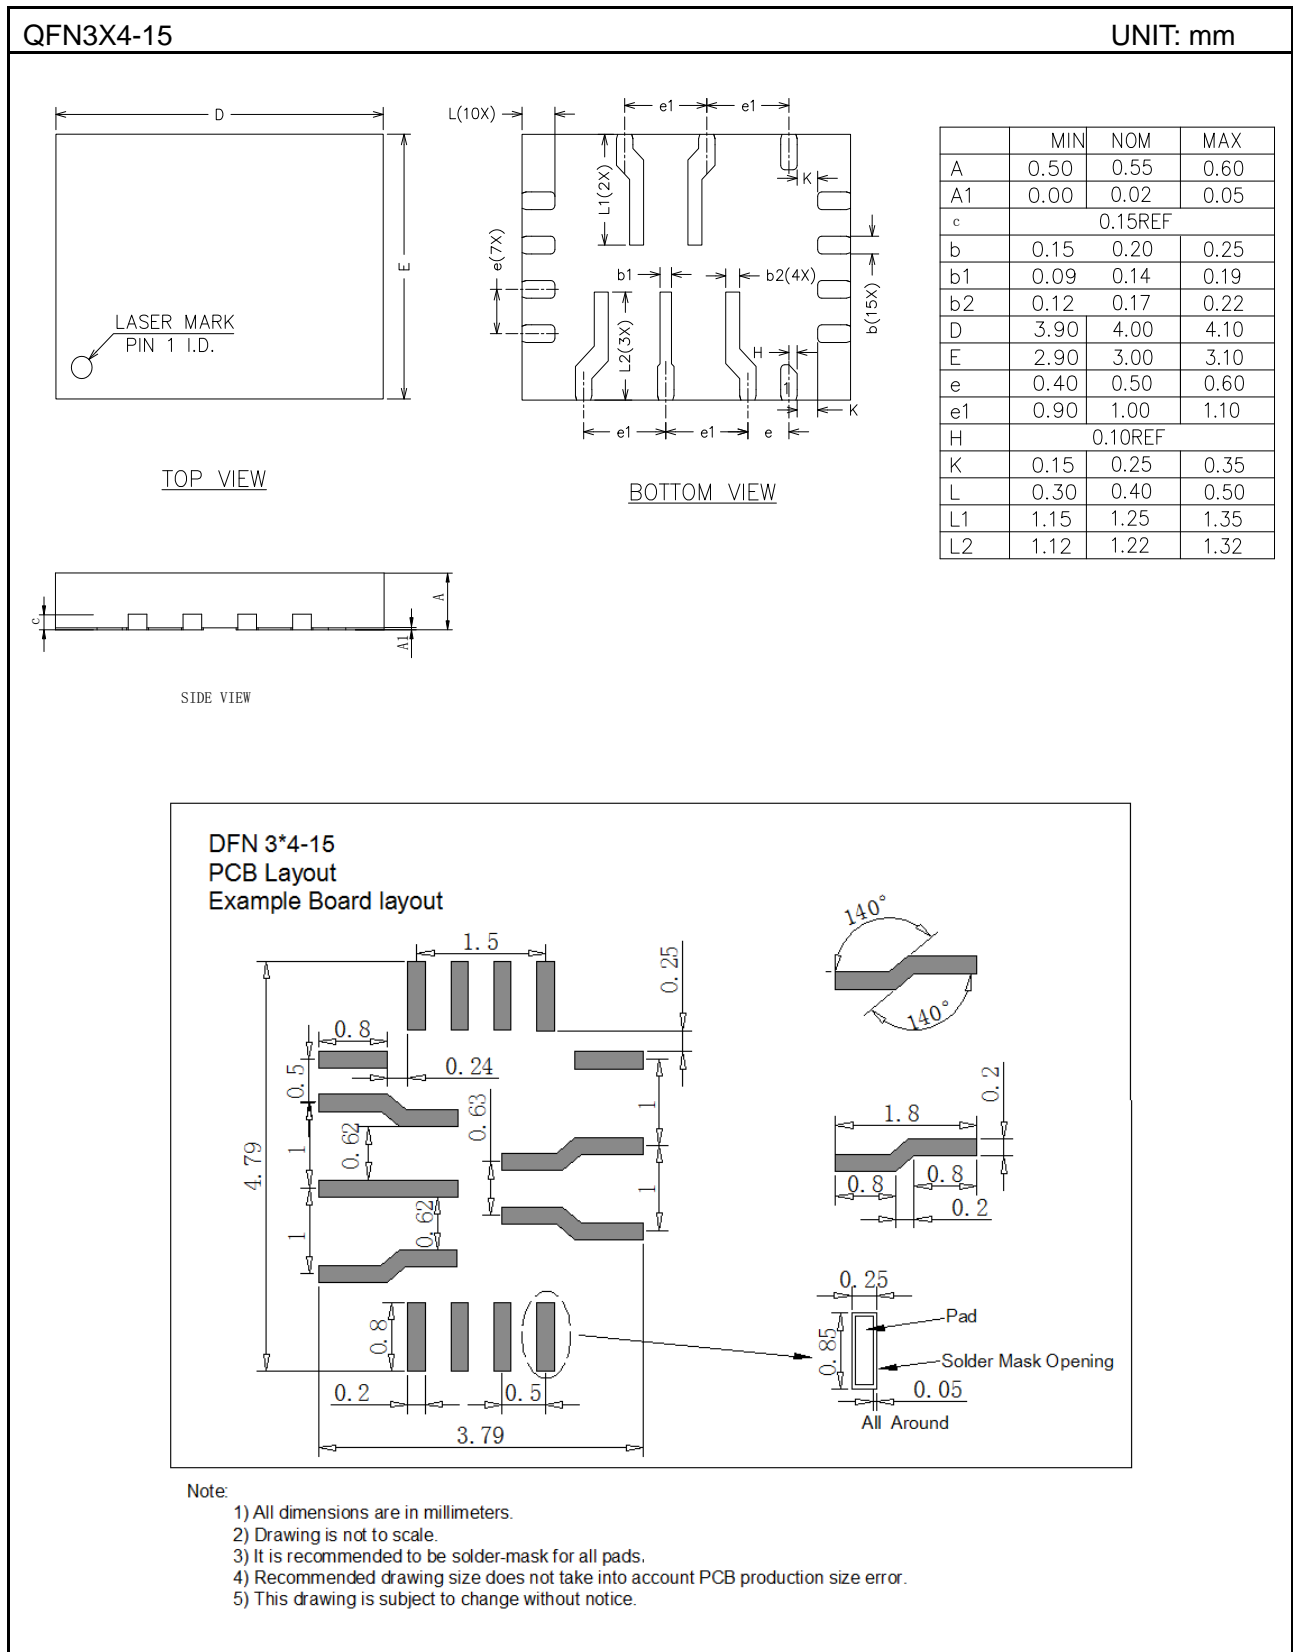 QFN3X4-15 UNIT: mm
D
E
LASER MARK
PIN 1 I.D.
TOP VIEW
L(10X)
e1 e1
L1(2X)
K
e(7X)
b1
b2(4X)
b(15X)
L2(3X)
H
1
K
e1 e1 e
BOTTOM VIEW
MIN NOM MAX
A 0.50 0.55 0.60
A1 0.00 0.02 0.05
c 0.15REF
b 0.15 0.20 0.25
b1 0.09 0.14 0.19
b2 0.12 0.17 0.22
D 3.90 4.00 4.10
E 2.90 3.00 3.10
e 0.40 0.50 0.60
e1 0.90 1.00 1.10
H 0.10REF
K 0.15 0.25 0.35
L 0.30 0.40 0.50
L1 1.15 1.25 1.35
L2 1.12 1.22 1.32
c
A
A1
SIDE VIEW
DFN 3*4-15
PCB Layout
Example Board layout
1.5
0.25
0.8
0.24
0.5
0.63
1
1
0.62
4.79
1
1
0.62
0.8
0.2
0.5
3.79
140°
140°
0.2
1.8
0.8
0.8
0.2
0.25
Pad
0.85
Solder Mask Opening
0.05
All Around
Note:
1) All dimensions are in millimeters.
2) Drawing is not to scale.
3) It is recommended to be solder-mask for all pads.
4) Recommended drawing size does not take into account PCB production size error.
5) This drawing is subject to change without notice.